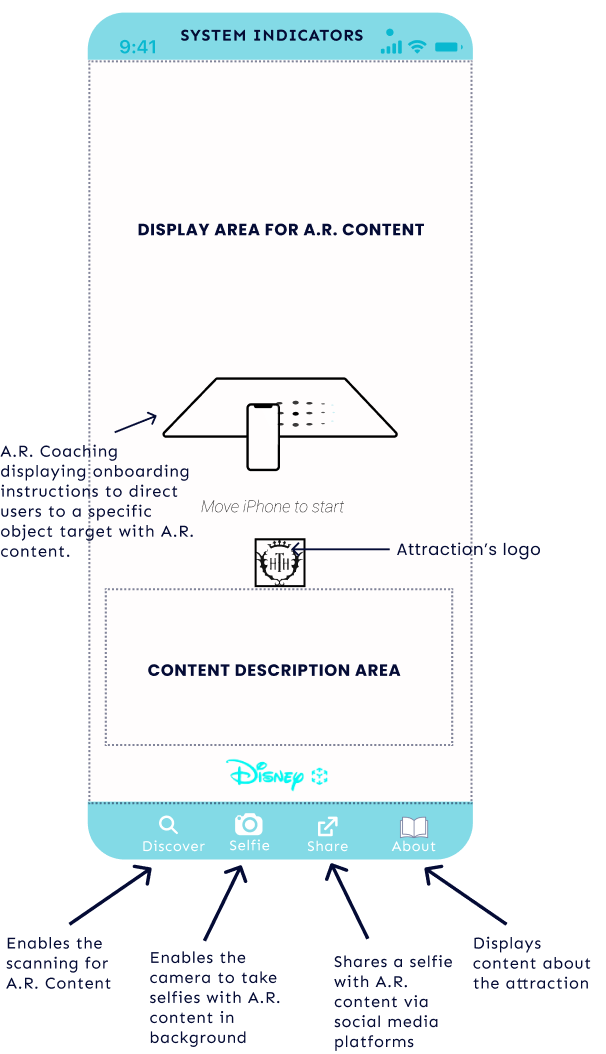 SYSTEM INDICATORS
9:41
DISPLAY AREA FOR A.R. CONTENT
A.R. Coaching
displaying onboarding
instructions to direct
users to a specific
object target with A.R.
content.
Move iPhone to start
Attraction's logo
HTH
CONTENT DESCRIPTION AREA
Disney
Discover
Selfie
Share
About
Enables the
scanning for
A.R. Content
Enables the
camera to take
selfies with A.R.
content in
background
Shares a selfie
with A.R.
content via
social media
platforms
Displays
content about
the attraction